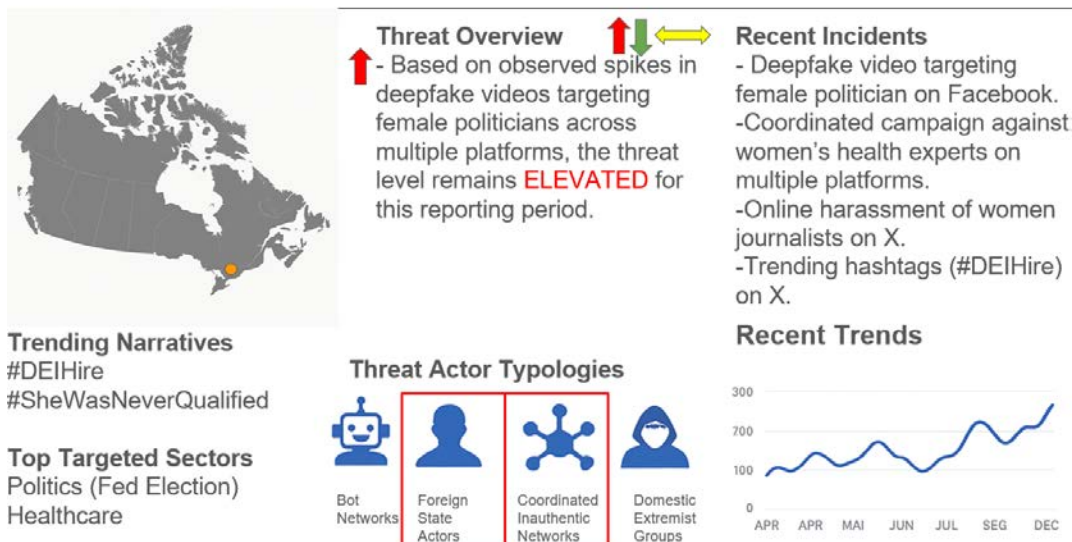 Threat Overview
- Based on observed spikes in
deepfake videos targeting
female politicians across
multiple platforms, the threat
level remains ELEVATED for
this reporting period.
Recent Incidents
- Deepfake video targeting
female politician on Facebook.
-Coordinated campaign against
women's health experts on
multiple platforms.
-Online harassment of women
journalists on X.
-Trending hashtags (#DEIHire)
on X.
Trending Narratives
#DEIHire
#SheWasNeverQualified
Top Targeted Sectors
Politics (Fed Election)
Healthcare
Threat Actor Typologies
Bot
Networks
Foreign
State
Actors
Coordinated
Inauthentic
Networks
Domestic
Extremist
Groups
Recent Trends
300
700
100
0
APR APR MAI JUN JUL SEG DEC